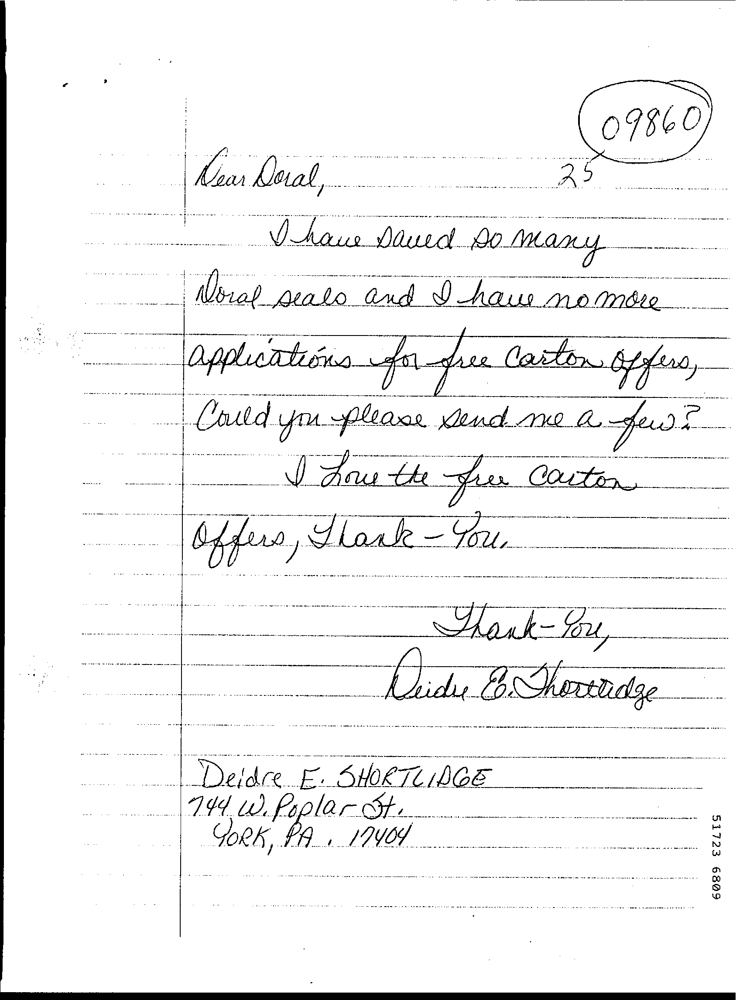 09860
25
Dear Doral,
I have saved so many
Doral seals and I have no more
applications for free Carton offers,
Could you please send me a few?
I Love the free Carton
Offers, Thank-You.
Thank-You,
Deidre E. Shortlidge
Deidre E. SHORTLIDGE
744 W. Poplar St.
YORK, PA. 17404
51723 6809